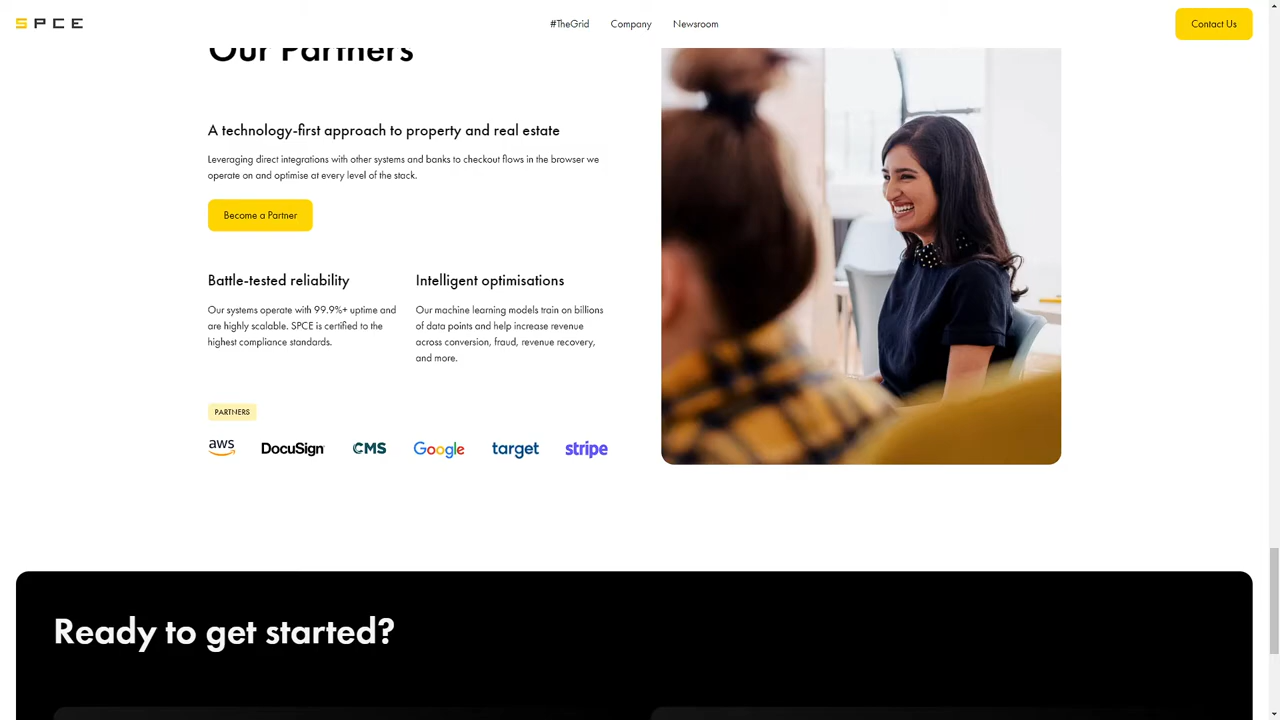 SPCE
#TheGrid
Company
Newsroom
Contact Us
Our Partners
A technology-first approach to property and real estate
Leveraging direct integrations with other systems and banks to checkout flows in the browser we
operate on and optimise at every level of the stack.
Become a Partner
Battle-tested reliability
Our systems operate with 99.9%+ uptime and
are highly scalable. SPCE is certified to the
highest compliance standards.
Intelligent optimisations
Our machine learning models train on billions
of data points and help increase revenue
across conversion, fraud, revenue recovery,
and more.
PARTNERS
aws
DocuSign
CMS
Google
target
stripe
Ready to get started?